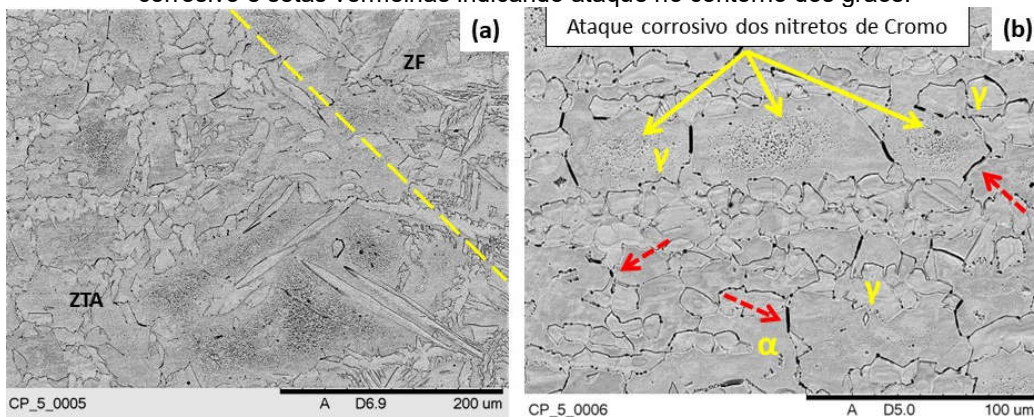 corrosivo e setas vermelhas indicando ataque no contorno dos grãos.
(a)
ZF
ZTA
CP_5_0005 A D6.9 200 um
Ataque corrosivo dos nitretos de Cromo
(b)
γ
γ
γ
α
CP_5_0006 A D5.0 100 um